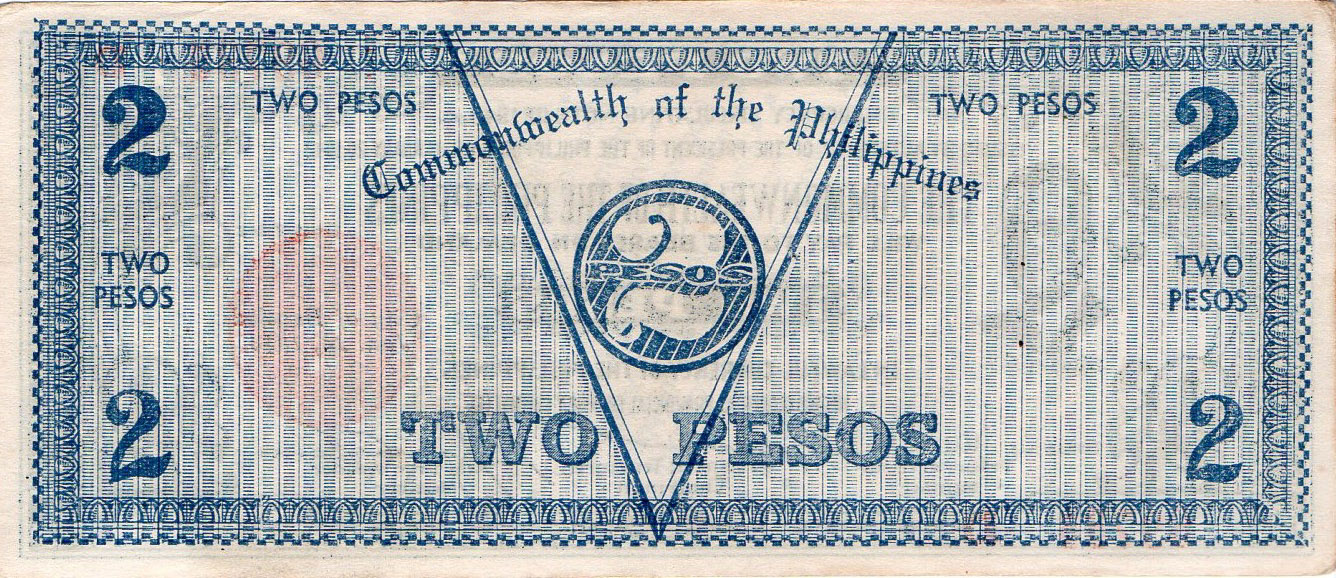 2 TWO PESOS Commonwealth of the Philippines TWO PESOS 2
TWO
PESOS
2
PESOS
TWO
PESOS
2
TWO PESOS
2